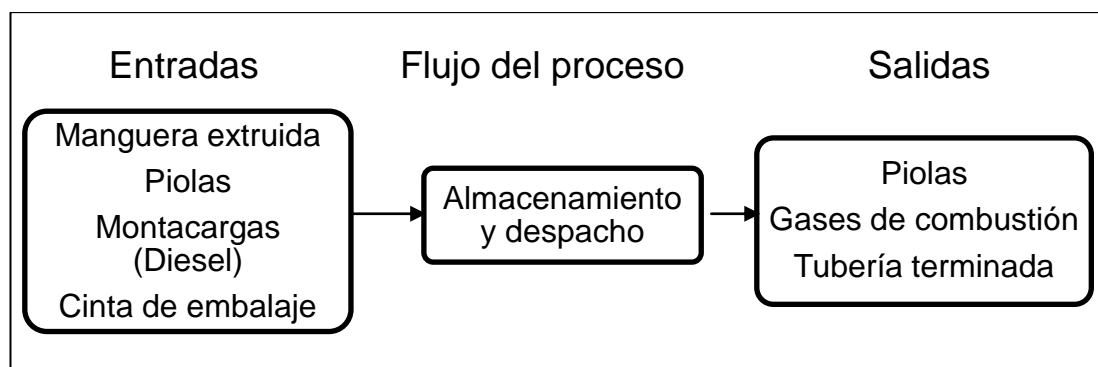 Entradas
Flujo del proceso
Salidas
Manguera extruida
Piolas
Montacargas
(Diesel)
Cinta de embalaje
Almacenamiento
y despacho
Piolas
Gases de combustión
Tubería terminada